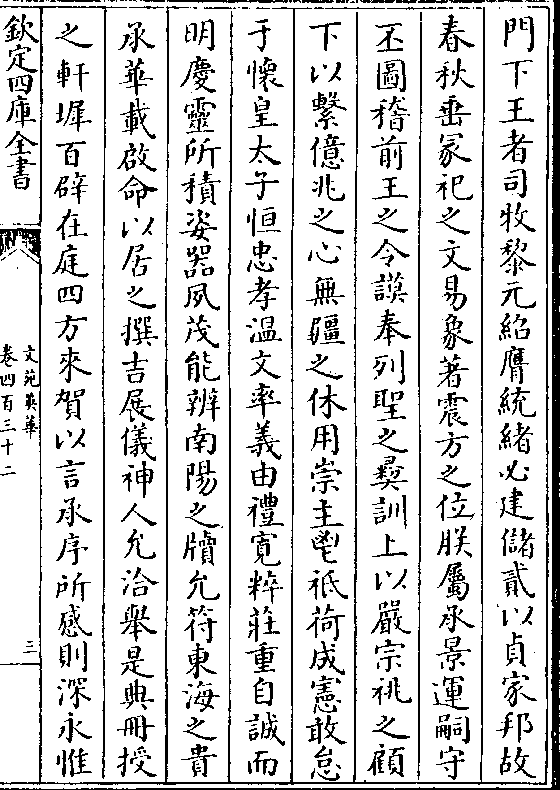 門下王者司牧黎元紹膺統緒必建儲貳以貞家邦故
春秋垂冢祀之文易象著震方之位朕屬承景運嗣守
丕圖稽前王之令謨奉列聖之彞訓上以嚴宗祧之顧
下以繫億兆之心無疆之休用崇主鬯祗荷成憲敢怠
于懷皇太子恒忠孝溫文率義由禮寬粹莊重自誠而
明慶靈所積姿器夙茂能辨南陽之牘允符東海之貴
承華載啟命以居之撰吉展儀神人允洽舉是典冊授
之軒墀百辟在庭四方來賀以言承序所感則深永惟
欽定四庫全書
文苑英華
卷四百三十二
三